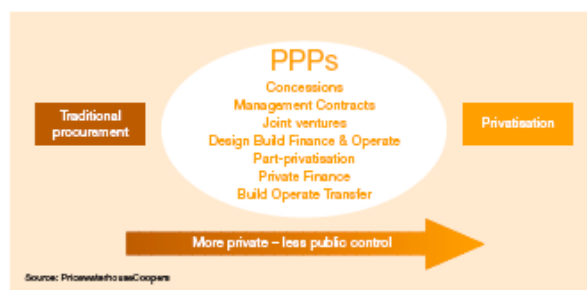 PPPs
Concessions
Management Contracts
Joint ventures
Design Build Finance & Operate
Part-privatisation
Private Finance
Build Operate Transfer
Traditional
procurement
Privatisation
More private – less public control
Source: PricewaterhouseCoopers